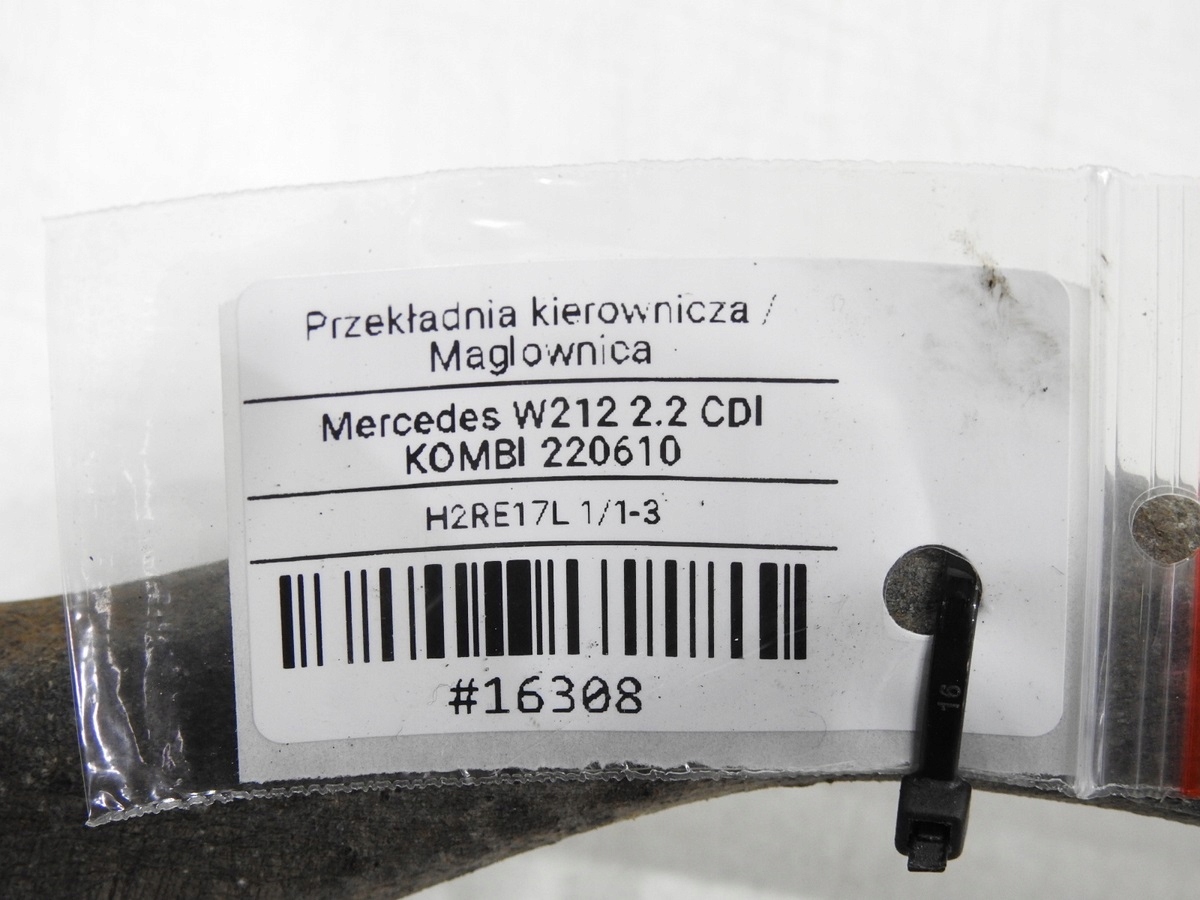 Przekładnia kierownicza /
Maglownica
Mercedes W212 2.2 CDI
KOMBI 220610
H2RE17L 1/1-3
#16308
16